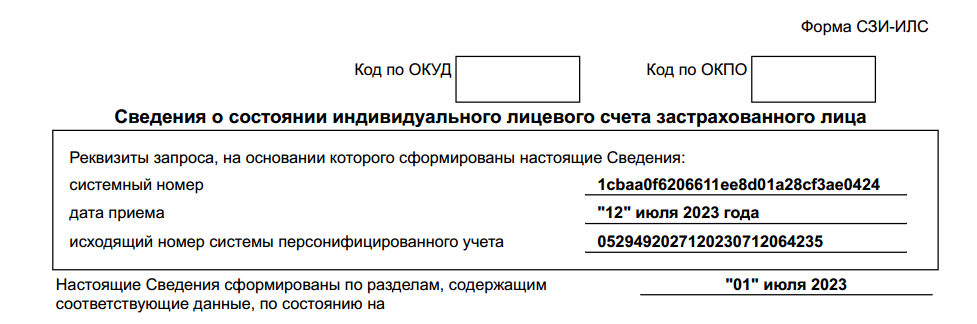 Форма СЗИ-ИЛС
Код по ОКУД Код по ОКПО
Сведения о состоянии индивидуального лицевого счета застрахованного лица
Реквизиты запроса, на основании которого сформированы настоящие Сведения:
системный номер 1cbaa0f6206611ee8d01a28cf3ae0424
дата приема "12" июля 2023 года
исходящий номер системы персонифицированного учета 052949202712023071206 4235
Настоящие Сведения сформированы по разделам, содержащим "01" июля 2023
соответствующие данные, по состоянию на